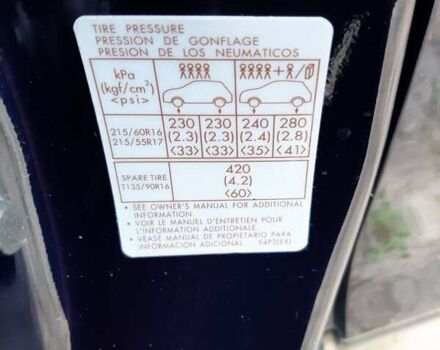 TIRE PRESSURE
PRESSION DE GONFLAGE
PRESION DE LOS NEUMATICOS
kPa
(kgf/cm²)
<psi>
+ /
215/60R16
215/55R17
230 230 240 280
(2.3) (2.3) (2.4) (2.8)
<33> <33> <35> <41>
SPARE TIRE
T135/90R16
420
(4.2)
<60>
• SEE OWNER'S MANUAL FOR ADDITIONAL
INFORMATION.
• VOIR LE MANUEL D'ENTRETIEN POUR
L'INFORMATION ADDITIONNELLE.
• VEASE MANUAL DE PROPIETARIO PARA
INFORMACION ADICIONAL 54P2(EX)